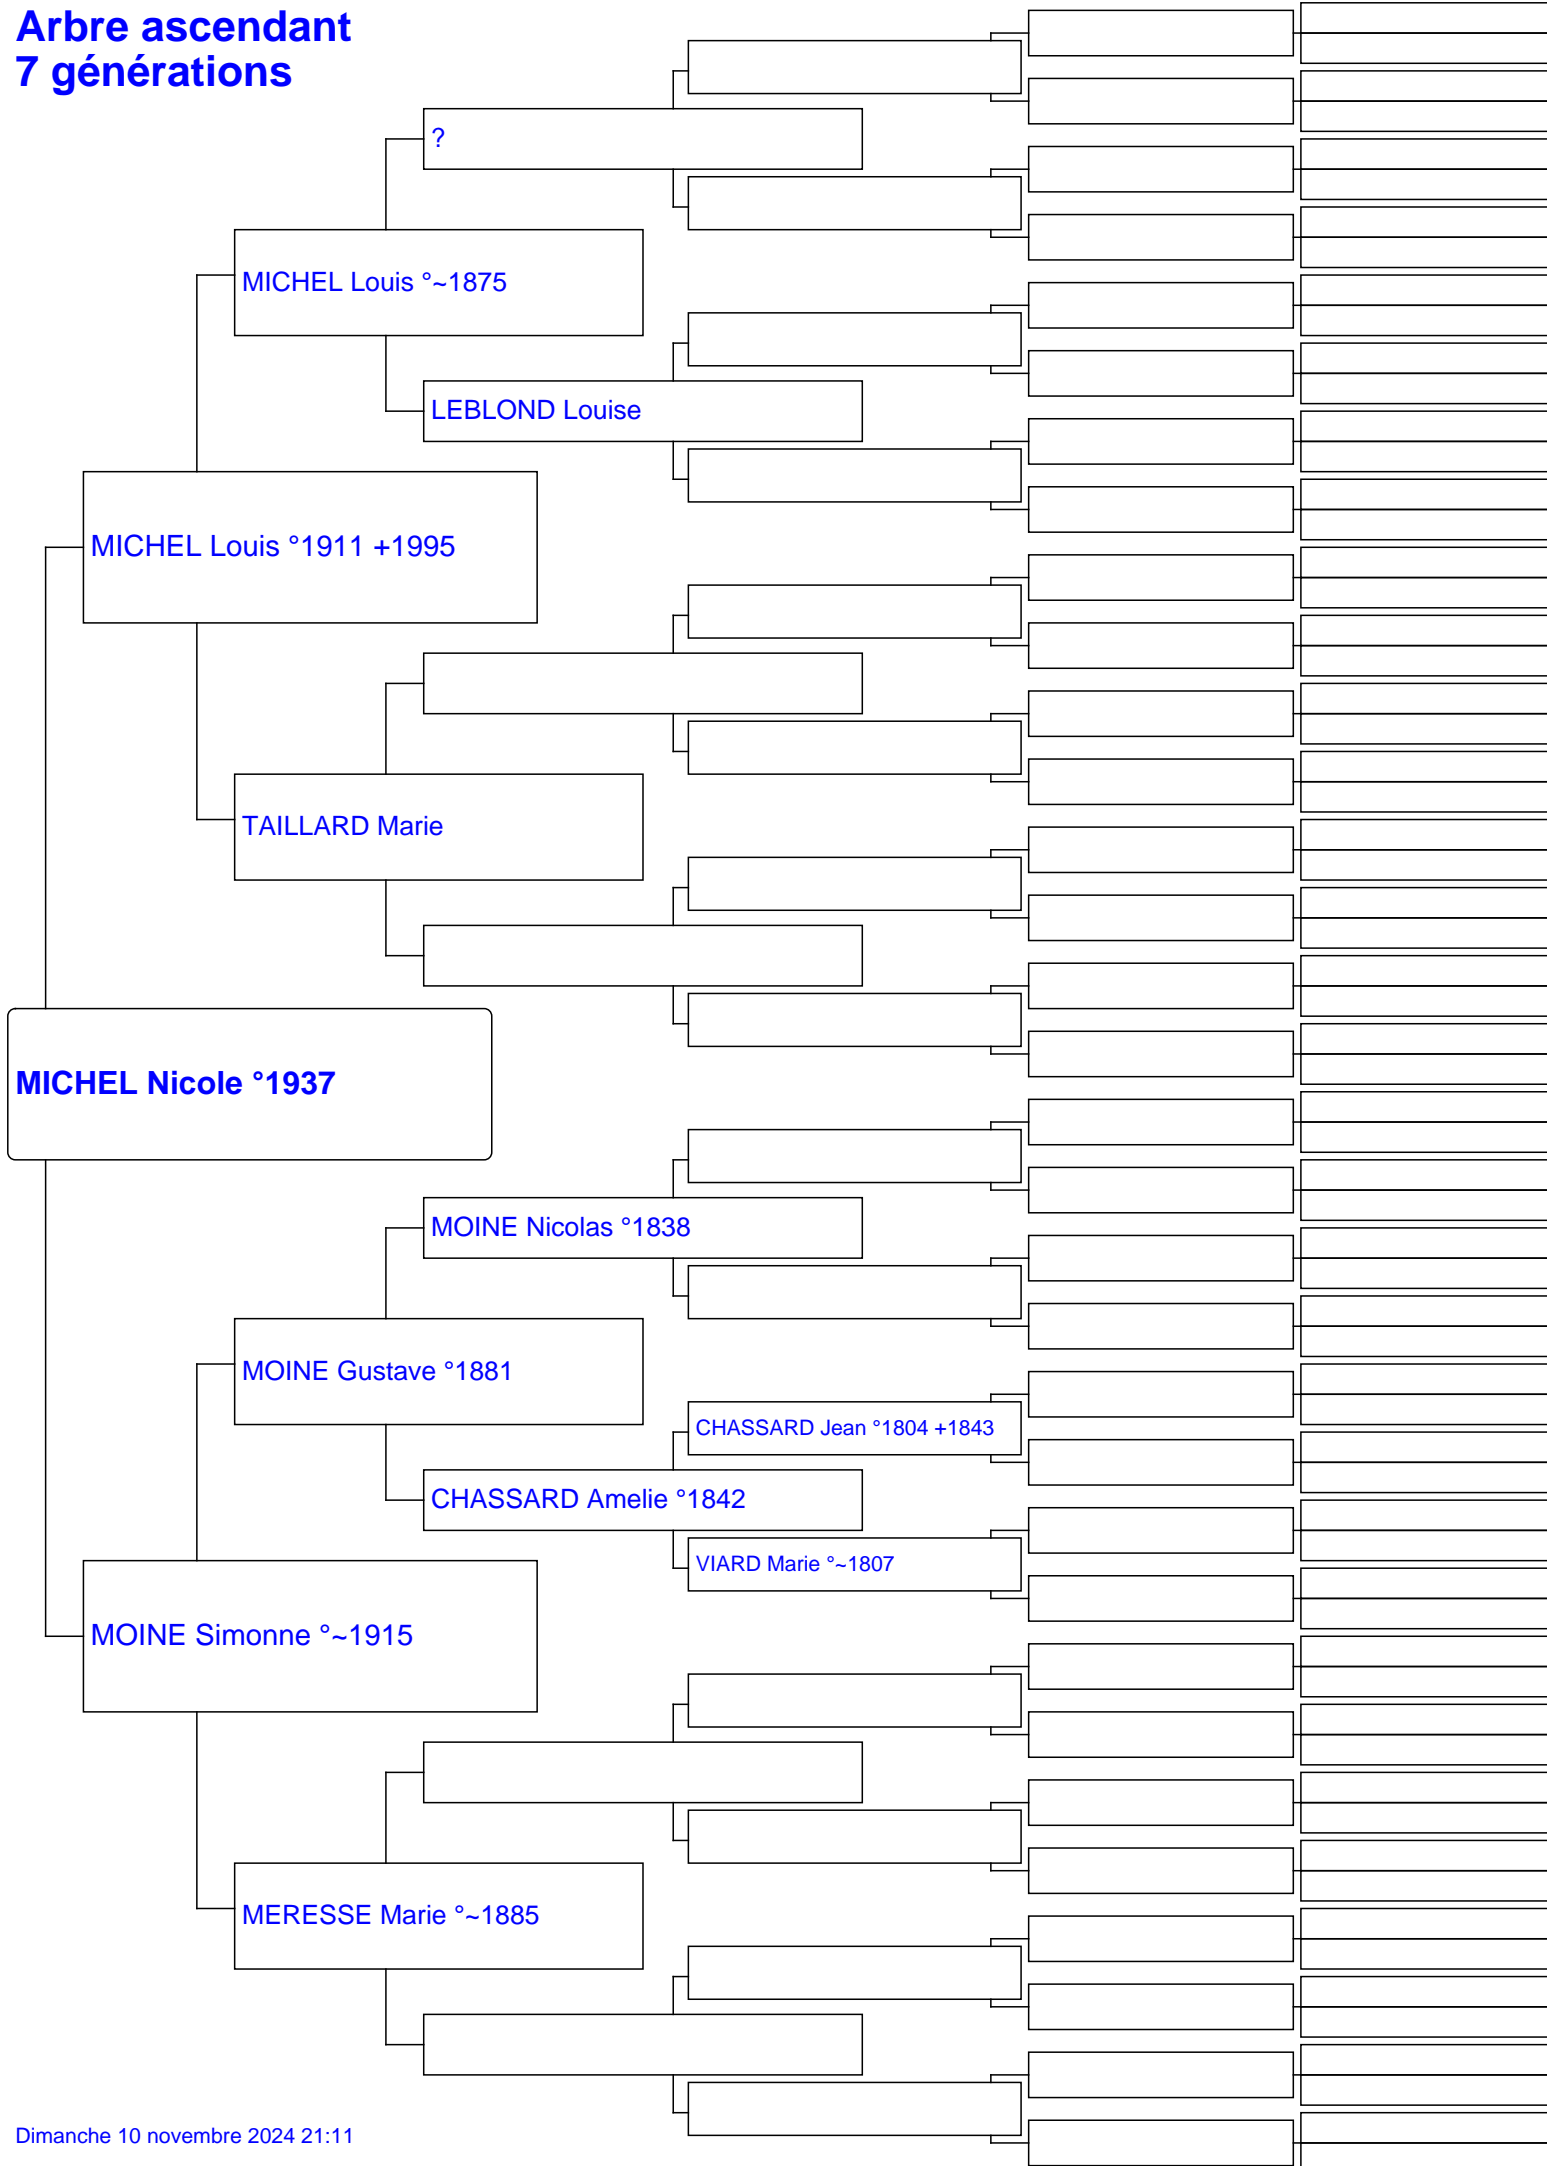 Arbre ascendant
7 générations
?
MICHEL Louis °~1875
LEBLOND Louise
MICHEL Louis °1911 +1995
TAILLARD Marie
MICHEL Nicole °1937
MOINE Nicolas °1838
MOINE Gustave °1881
CHASSARD Jean °1804 +1843
CHASSARD Amelie °1842
VIARD Marie °~1807
MOINE Simonne °~1915
MERESSE Marie °~1885
Dimanche 10 novembre 2024 21:11